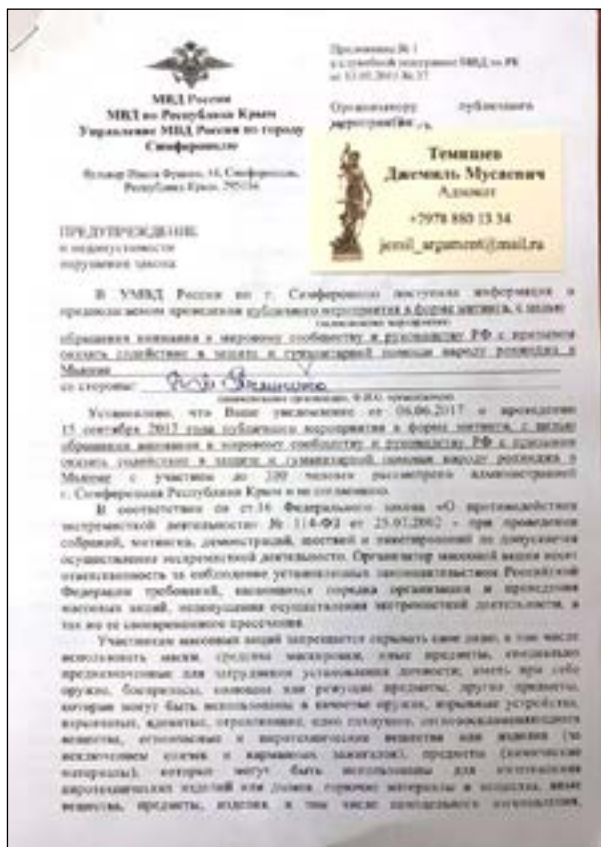 Приложение № 1
к служебной телеграмме МВД по РК
МВД России
МВД по Республике Крым
Управление МВД России по городу
Симферополю
бульвар Ивана Франко, Симферополь,
Республика Крым, 295034
Организатору публичного
мероприятия
Темишев
Джемиль Мусаевич
Адвокат
+7978 880 13 34
jemil_argument@mail.ru
ПРЕДУПРЕЖДЕНИЕ
о недопустимости
нарушения закона
В УМВД России по г. Симферополю поступила информация о
предполагаемом проведении публичного мероприятия в форме митинга, с целью
обращения внимания к мировому сообществу и руководству РФ с призывом
оказать содействие в защите и гуманитарной помощи народу рохинджа в
Мьянме
со стороны:
Установлено, что Ваше уведомление от 06.06.2017 о проведении
15 сентября 2017 года публичного мероприятия в форме митинга, с целью
обращения внимания к мировому сообществу и руководству РФ с призывом
оказать содействие в защите и гуманитарной помощи народу рохинджа в
Мьянме с участием до человек рассмотрено администрацией
г. Симферополя Республики Крым и не согласовано.
В соответствии со ст.16 Федерального закона «О противодействии
экстремистской деятельности» № 114-ФЗ от 25.07.2002 - при проведении
собраний, митингов, демонстраций, шествий и пикетирований не допускается
осуществление экстремистской деятельности. Организатор массовой акции несет
ответственность за соблюдение установленных законодательством Российской
Федерации требований, касающихся порядка организации и проведения
массовых акций, недопущения осуществления экстремистской деятельности, а
так же ее своевременного пресечения.
Участникам массовых акций запрещается скрывать свое лицо, в том числе
использовать маски, средства маскировки, иные предметы, специально
предназначенные для затруднения установления личности, иметь при себе
оружие, боеприпасы, колющие или режущие предметы, другие предметы,
которые могут быть использованы в качестве оружия, взрывные устройства,
взрывчатые, ядовитые, отравляющие, едко пахнущие, легковоспламеняющиеся
вещества, огнеопасные и пиротехнические вещества или изделия (за
исключением спичек и карманных зажигалок), предметы (химические
материалы), которые могут быть использованы для изготовления
пиротехнических изделий или дымов, горючие материалы и вещества, иные
вещества, предметы, изделия, в том числе самодельного изготовления,